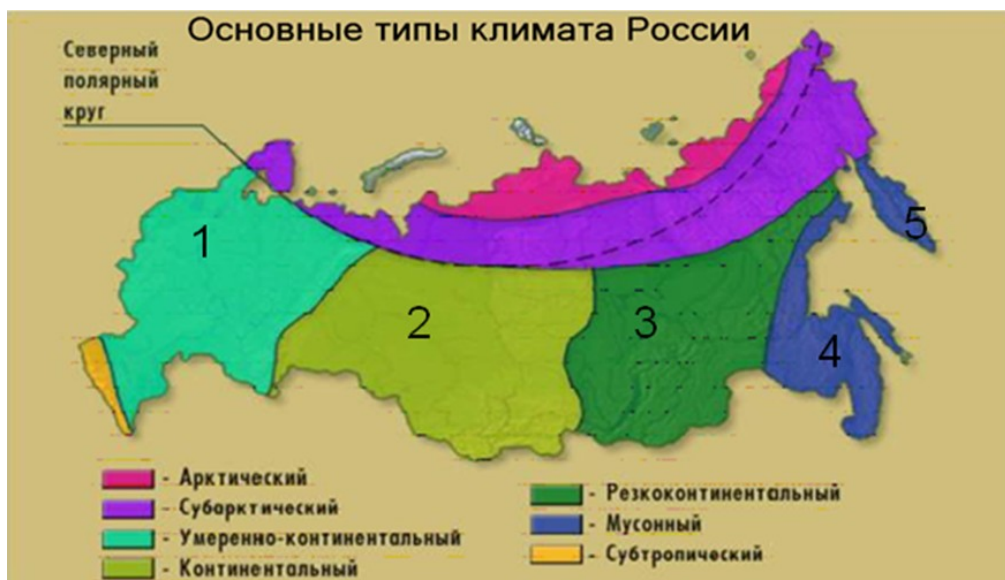 Основные типы климата России
Северный
полярный
круг
1
2
3
4
5
- Арктический
- Субарктический
- Умеренно-континентальный
- Континентальный
- Резкоконтинентальный
- Мусонный
- Субтропический